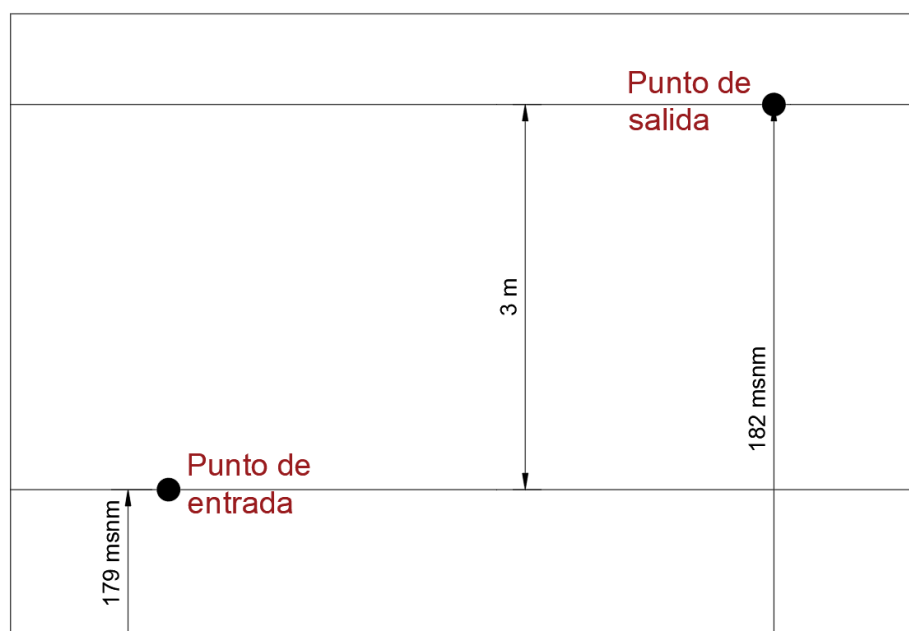 Punto de
salida
3 m
182 msnm
Punto de
entrada
179 msnm